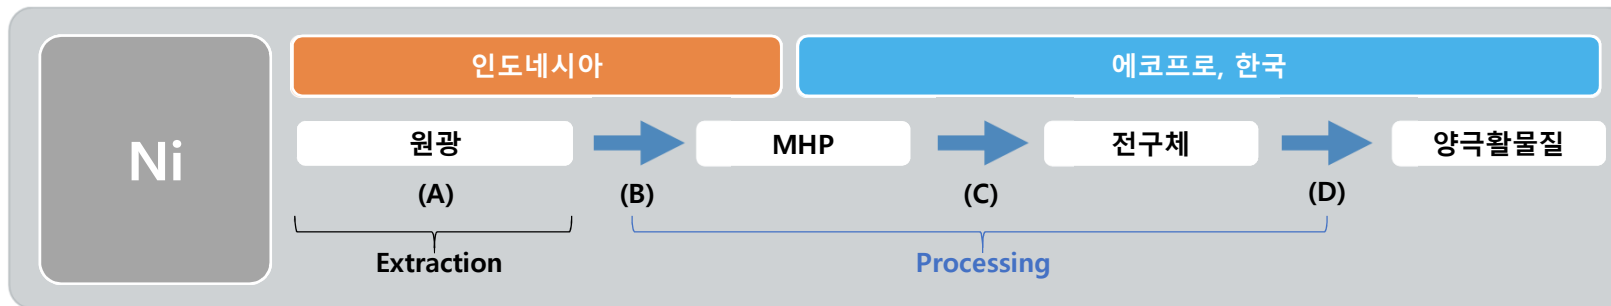 Ni
인도네시아
에코프로, 한국
원광
MHP
전구체
양극활물질
(A)
(B)
(C)
(D)
Extraction
Processing